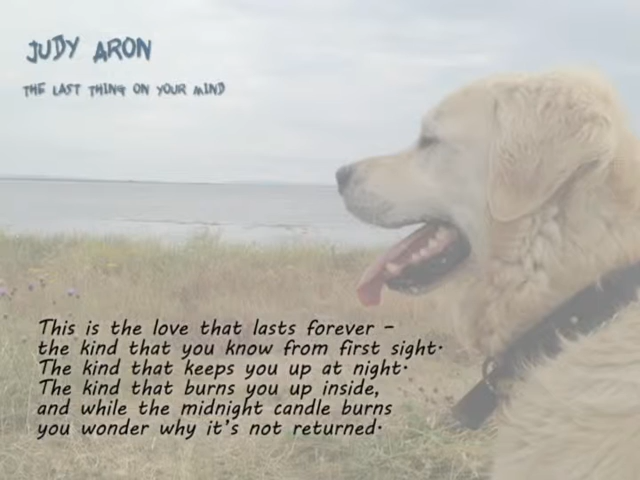 JUDY ARON
THE LAST THING ON YOUR MIND
This is the love that lasts forever –
the kind that you know from first sight.
The kind that keeps you up at night.
The kind that burns you up inside,
and while the midnight candle burns
you wonder why it's not returned.